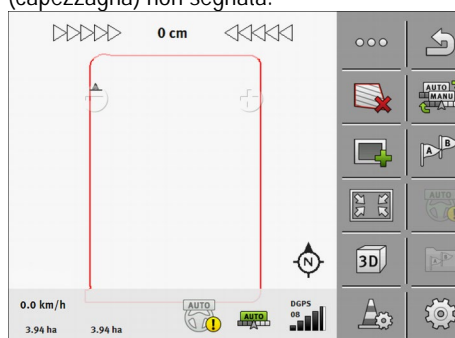 (capezzagna) non segnata.
0 cm
AUTO
MANU
A B
AUTO
3D
N
0.0 km/h
AUTO
AUTO
DGPS
08
3.94 ha 3.94 ha